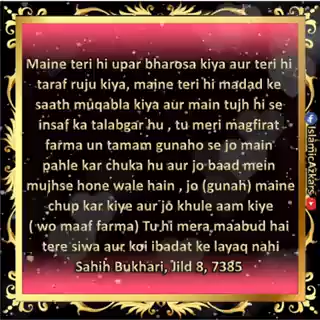 Maine teri hi upar bharosa kiya aur teri hi
taraf ruju kiya, maine teri hi madad ke
saath muqabla kiya aur main tujh hi se
insaf ka talabgar hu , tu meri magfirat
farma un tamam gunaho se jo main
pahle kar chuka hu aur jo baad mein
mujhse hone wale hain , jo (gunah) maine
chup kar kiye aur jo khule aam kiye
( wo maaf farma) Tu hi mera maabud hai
tere siwa aur koi ibadat ke layaq nahi
Sahih Bukhari, Jild 8, 7385
IslamicAzkars